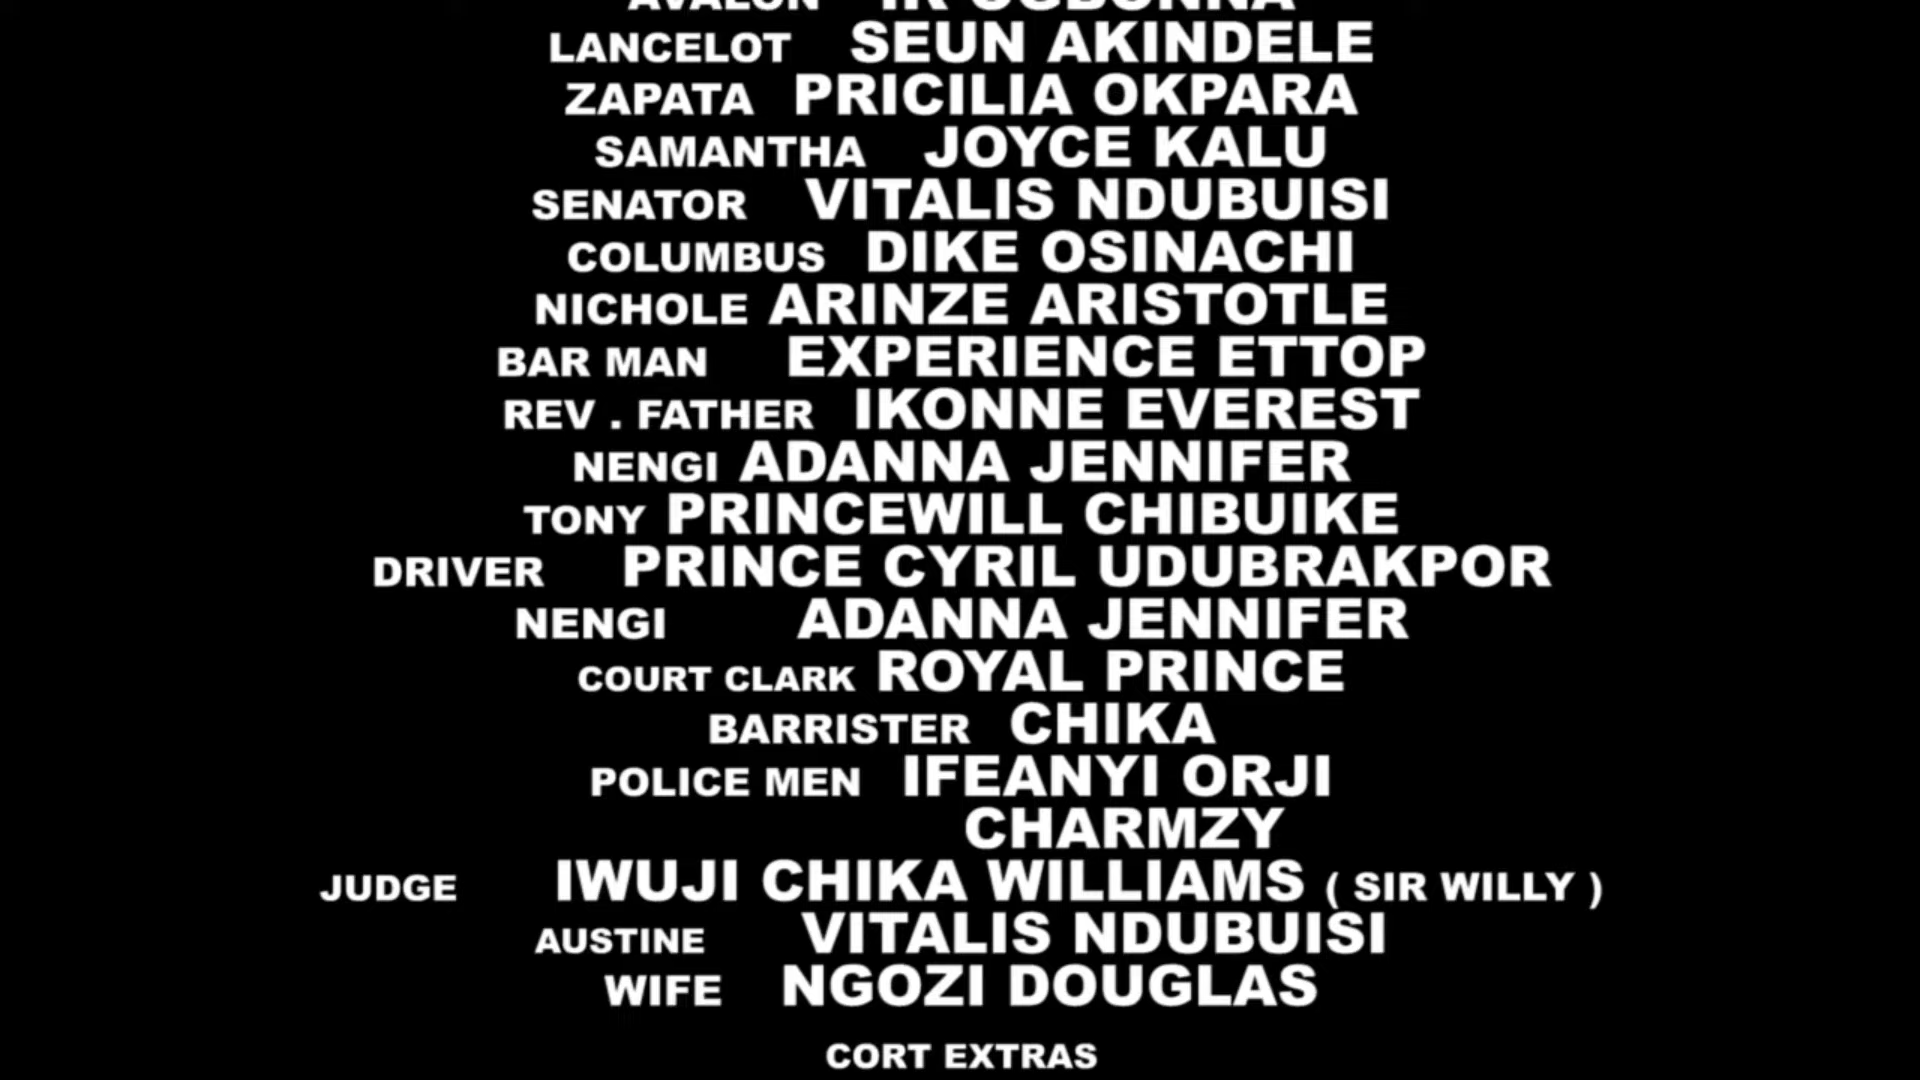 AVALON IK OGBONNA
LANCELOT SEUN AKINDELE
ZAPATA PRICILIA OKPARA
SAMANTHA JOYCE KALU
SENATOR VITALIS NDUBUISI
COLUMBUS DIKE OSINACHI
NICHOLE ARINZE ARISTOTLE
BAR MAN EXPERIENCE ETTOP
REV . FATHER IKONNE EVEREST
NENGI ADANNA JENNIFER
TONY PRINCEWILL CHIBUIKE
DRIVER PRINCE CYRIL UDUBRAKPOR
NENGI ADANNA JENNIFER
COURT CLARK ROYAL PRINCE
BARRISTER CHIKA
POLICE MEN IFEANYI ORJI
CHARMZY
JUDGE IWUJI CHIKA WILLIAMS ( SIR WILLY )
AUSTINE VITALIS NDUBUISI
WIFE NGOZI DOUGLAS
CORT EXTRAS